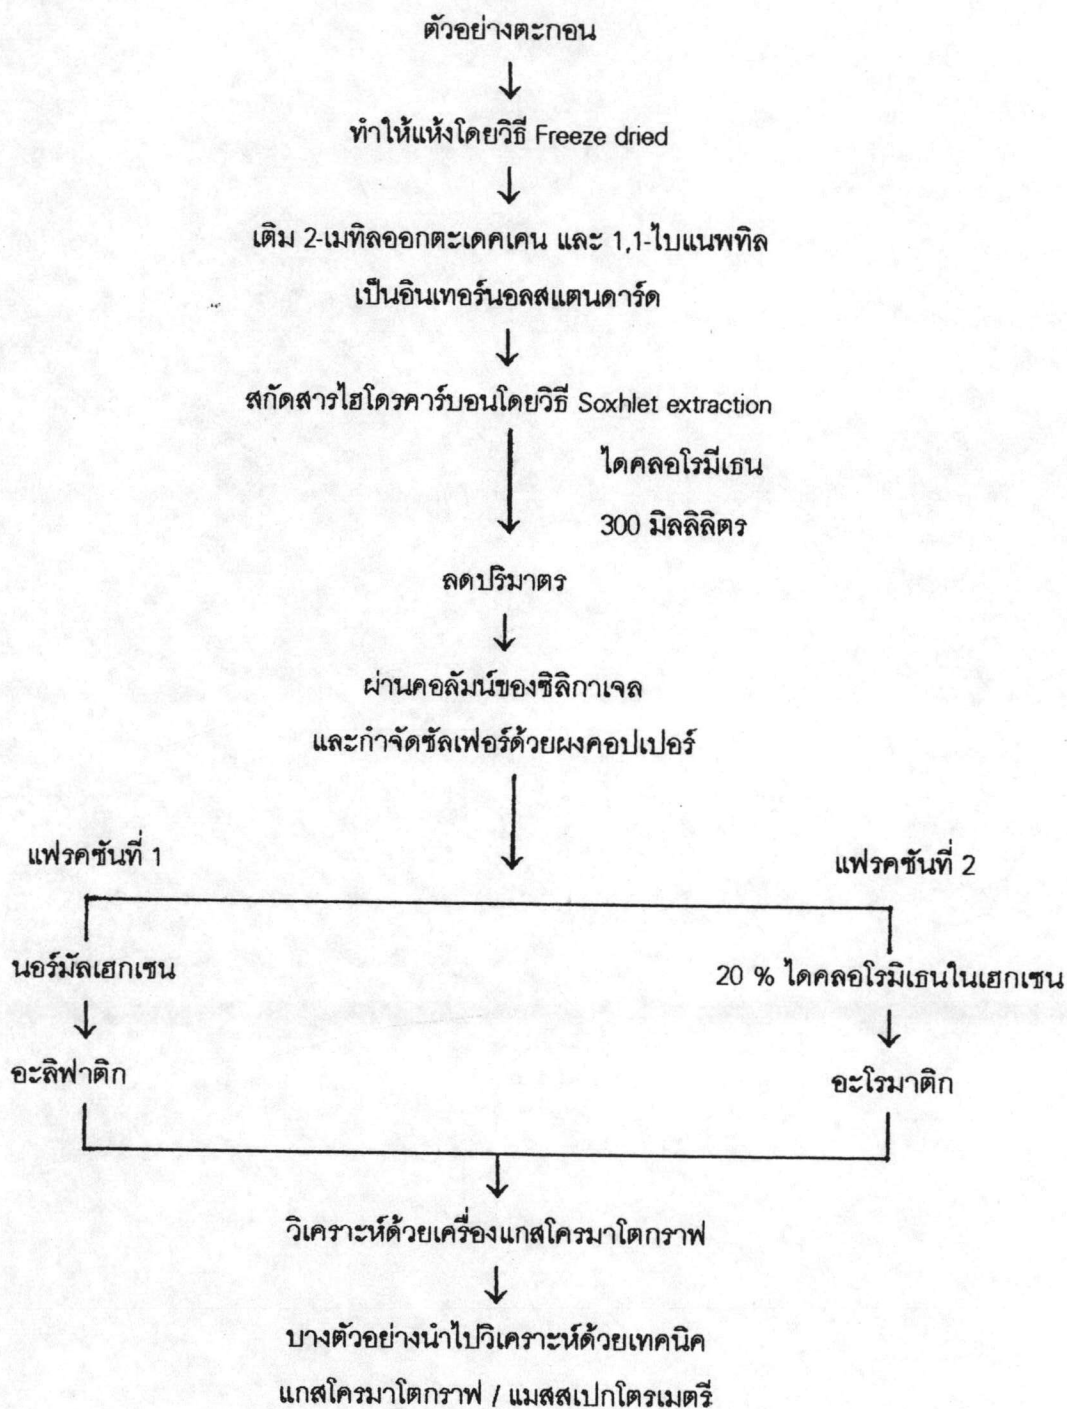 ตัวอย่างตะกอน
ทำให้แห้งโดยวิธี Freeze dried
เติม 2-เมทิลออกตะเดคเคน และ 1,1-ไบแนพทิล
เป็นอินเทอร์นอลสแตนดาร์ด
สกัดสารไฮโดรคาร์บอนโดยวิธี Soxhlet extraction
ไดคลอโรมีเธน
300 มิลลิลิตร
ลดปริมาตร
ผ่านคอลัมน์ของซิลิกาเจล
และกำจัดซัลเฟอร์ด้วยผงคอปเปอร์
แฟรคซันที่ 1
แฟรคซันที่ 2
นอร์มัลเฮกเซน
20 % ไดคลอโรมิเธนในเฮกเซน
อะลิฟาติก
อะโรมาติก
วิเคราะห์ด้วยเครื่องแกสโครมาโตกราฟ
บางตัวอย่างนำไปวิเคราะห์ด้วยเทคนิค
แกสโครมาโตกราฟ / แมสสเปกโตรเมตรี